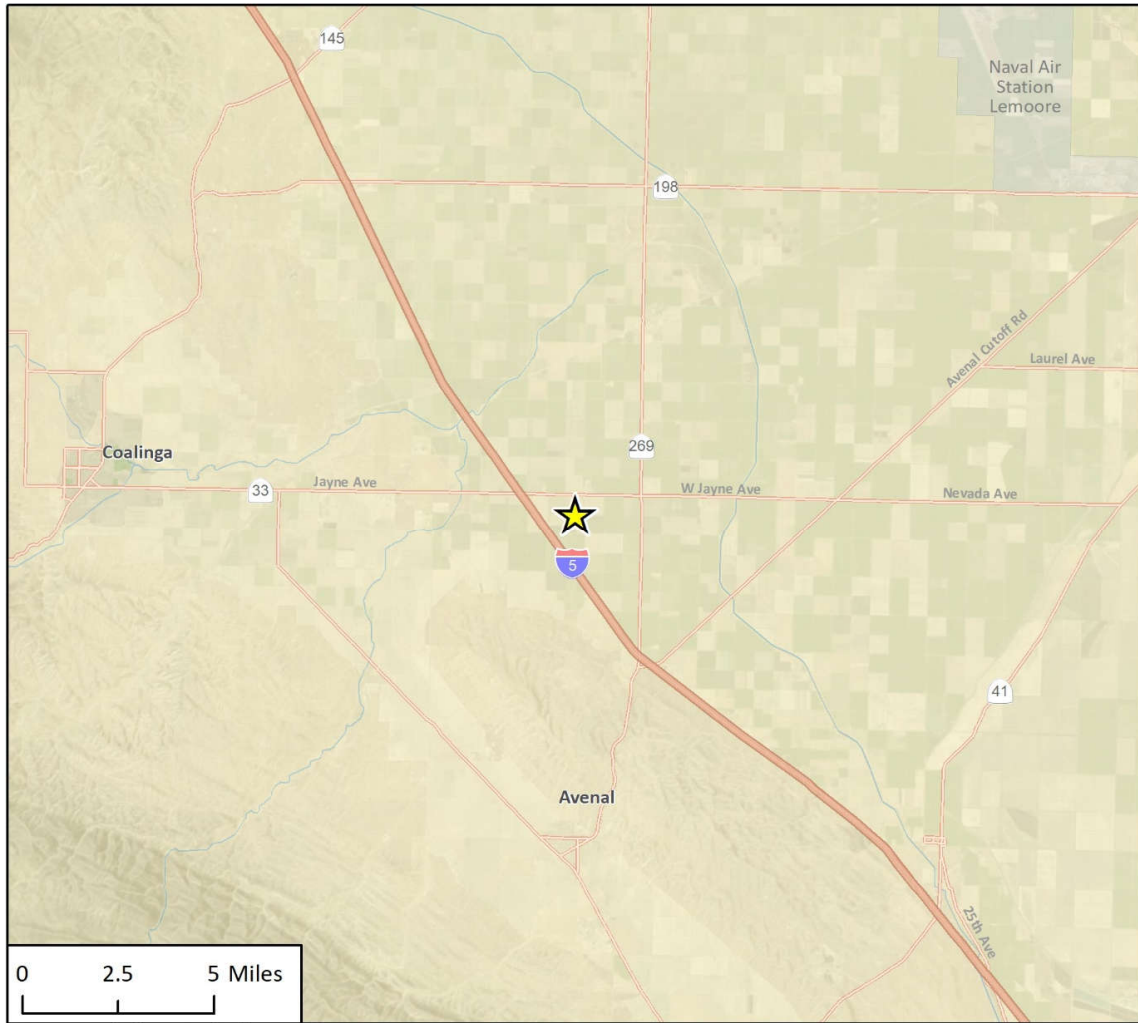 145
Naval Air
Station
Lemoore
198
Avenal Cutoff Rd
Laurel Ave
269
Coalinga
33
Jayne Ave
W Jayne Ave
Nevada Ave
5
41
Avenal
25th Ave
0 2.5 5 Miles